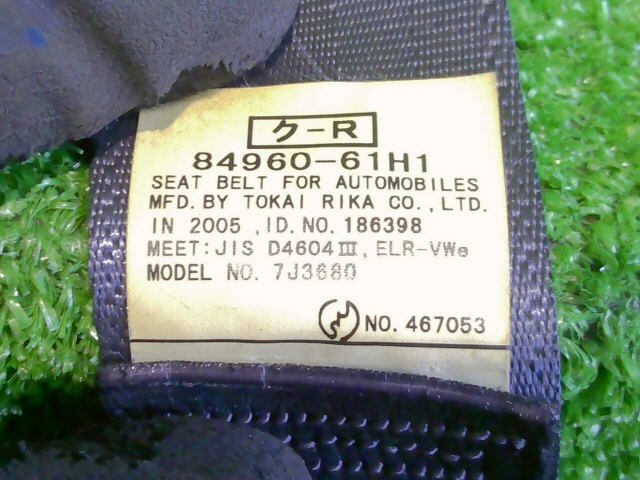 ク-R
84960-61H1
SEAT BELT FOR AUTOMOBILES
MFD. BY TOKAI RIKA CO., LTD.
IN 2005 , ID. NO. 186398
MEET: JIS D4604Ⅲ, ELR-VWe
MODEL NO. 7J3680
NO. 467053